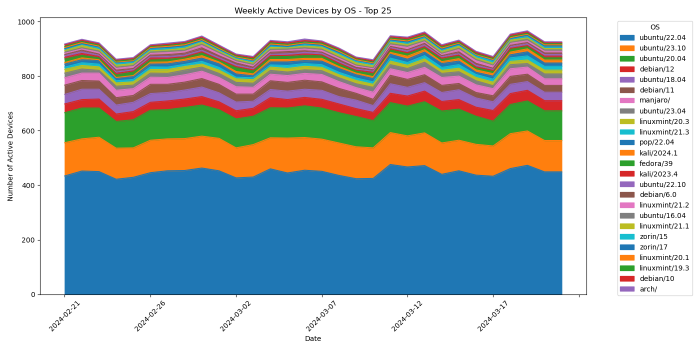 Weekly Active Devices by OS - Top 25
Number of Active Devices
1000
800
600
400
200
0
2024-02-21
2024-02-26
2024-03-02
2024-03-07
2024-03-12
2024-03-17
Date
OS
ubuntu/22.04
ubuntu/23.10
ubuntu/20.04
debian/12
ubuntu/18.04
debian/11
manjaro/
ubuntu/23.04
linuxmint/20.3
linuxmint/21.3
pop/22.04
kali/2024.1
fedora/39
kali/2023.4
ubuntu/22.10
debian/6.0
linuxmint/21.2
ubuntu/16.04
linuxmint/21.1
zorin/15
zorin/17
linuxmint/20.1
linuxmint/19.3
debian/10
arch/